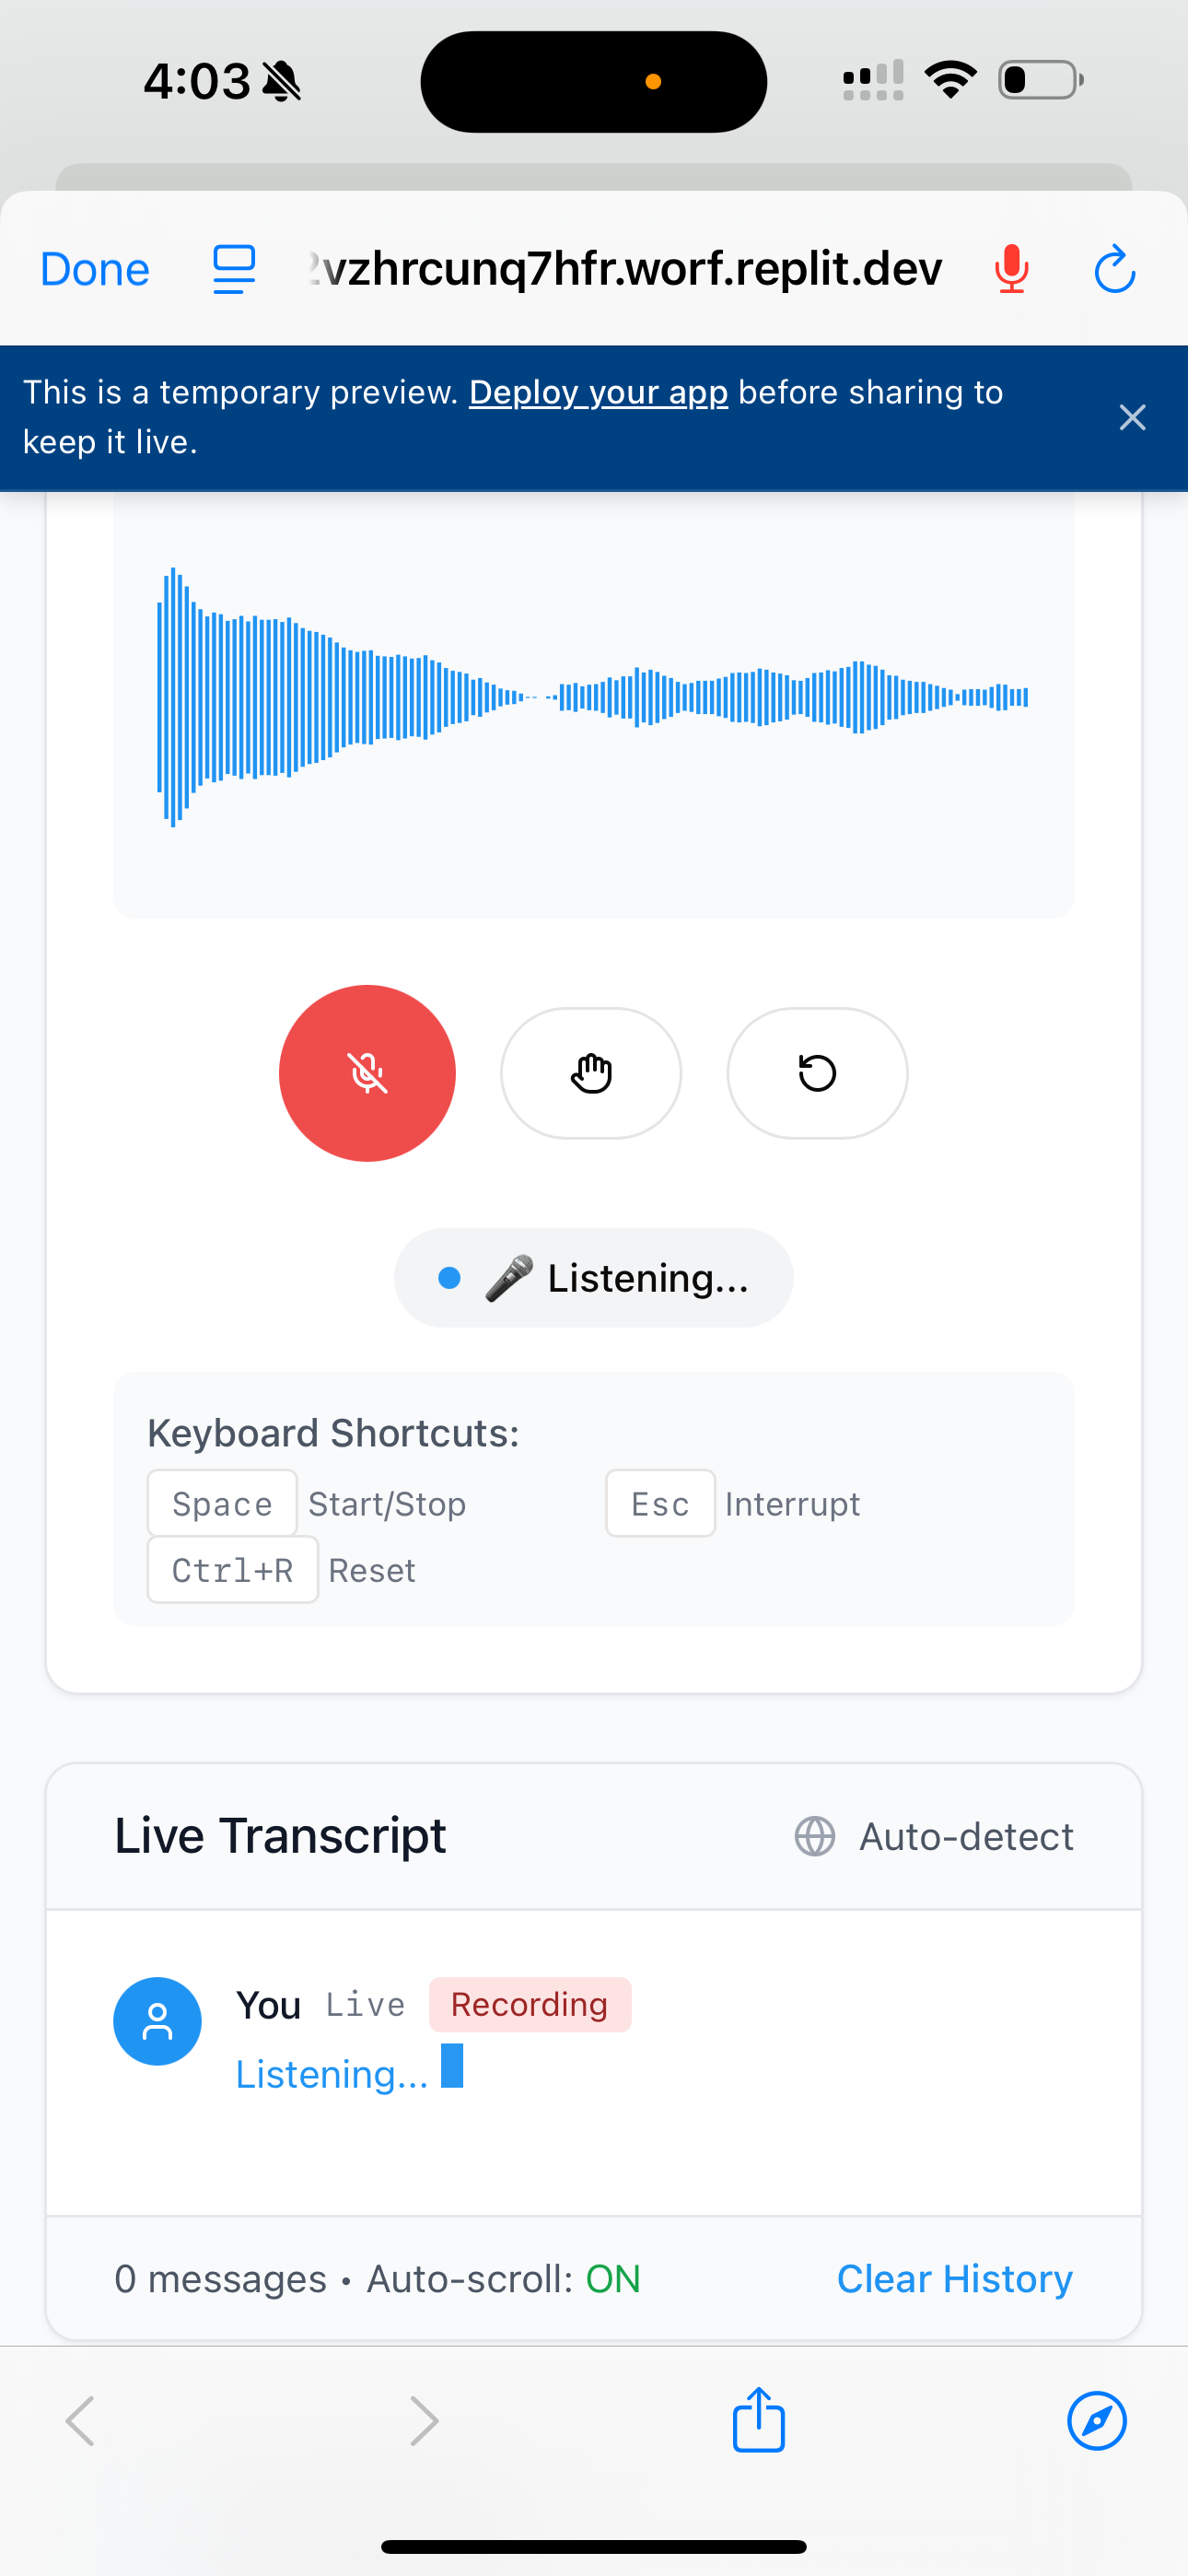 4:03
Done
vzhrcunq7hfr.worf.replit.dev
This is a temporary preview. Deploy your app before sharing to
keep it live.
🎤 Listening...
Keyboard Shortcuts:
Space Start/Stop
Esc Interrupt
Ctrl+R Reset
Live Transcript
Auto-detect
You Live Recording
Listening...
0 messages • Auto-scroll: ON
Clear History